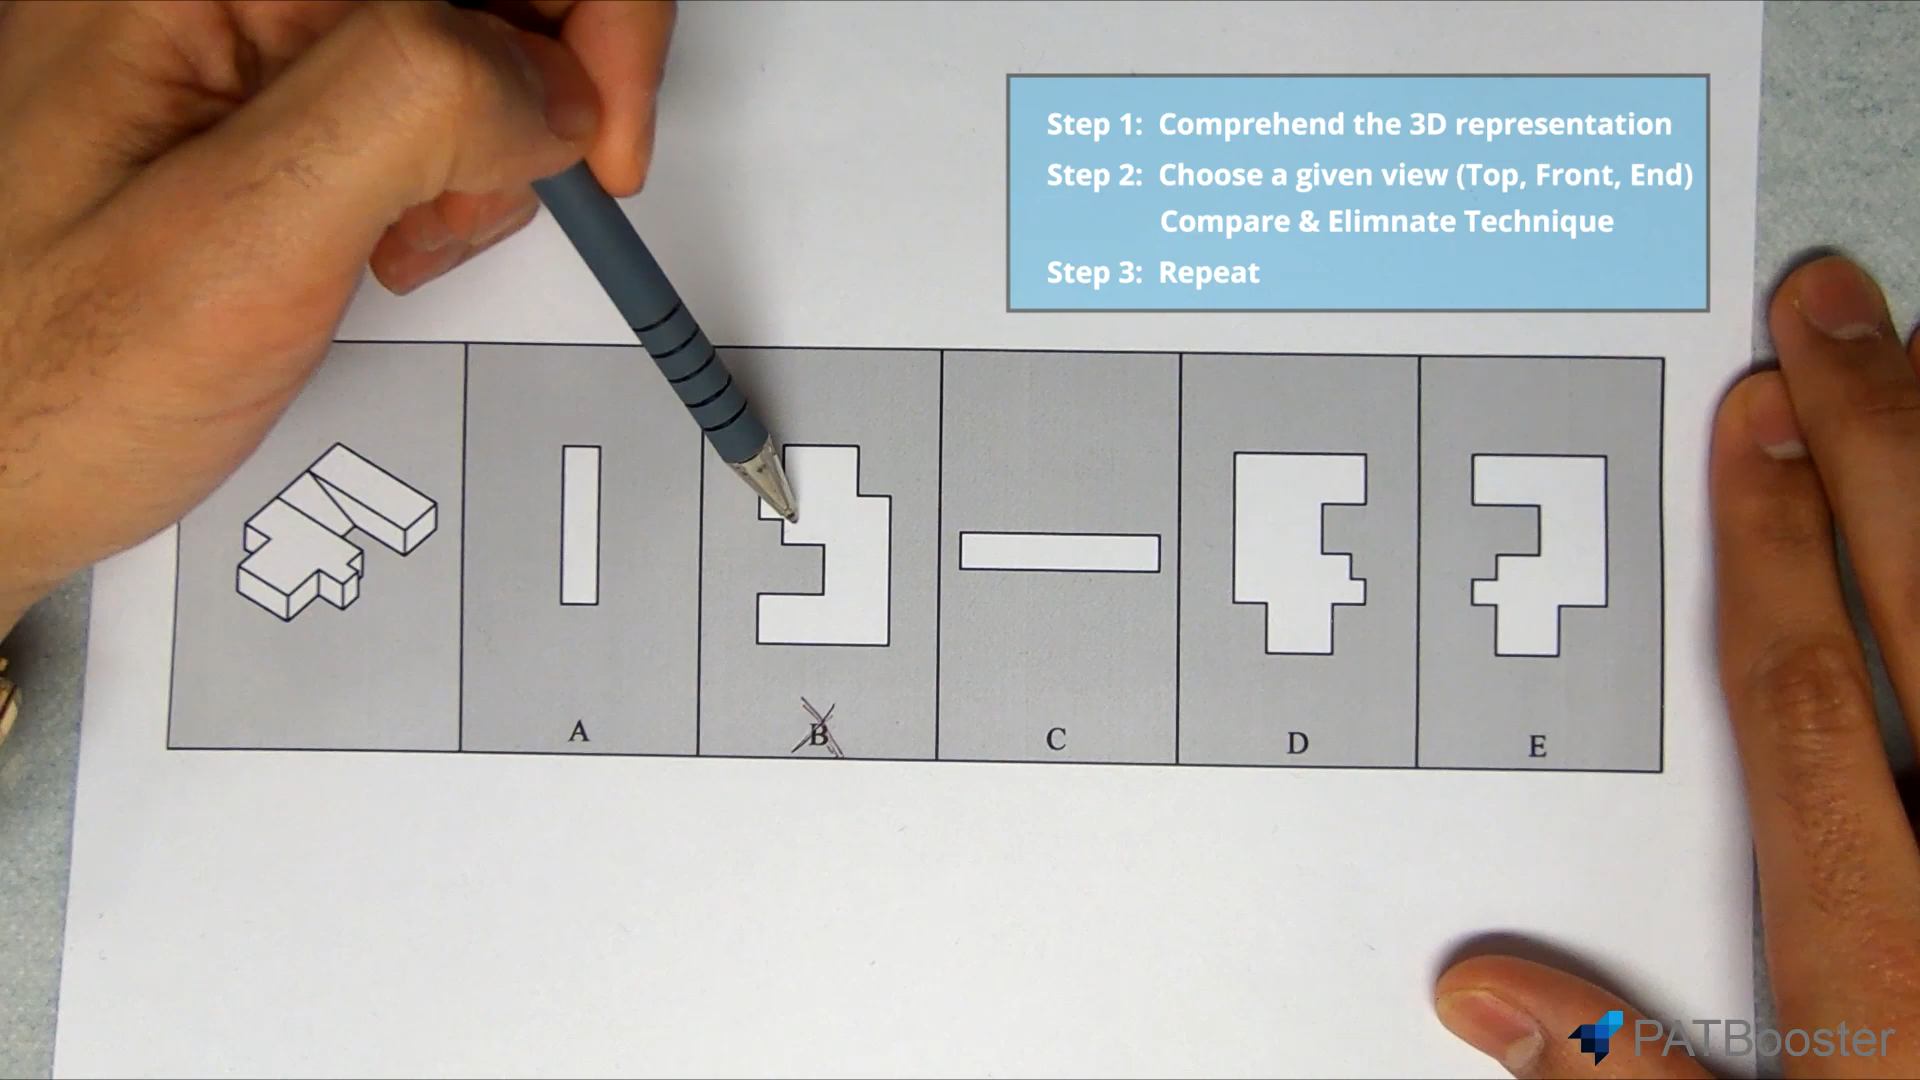 Step 1: Comprehend the 3D representation
Step 2: Choose a given view (Top, Front, End)
Compare & Elimnate Technique
Step 3: Repeat
A
B
C
D
E
PATBooster